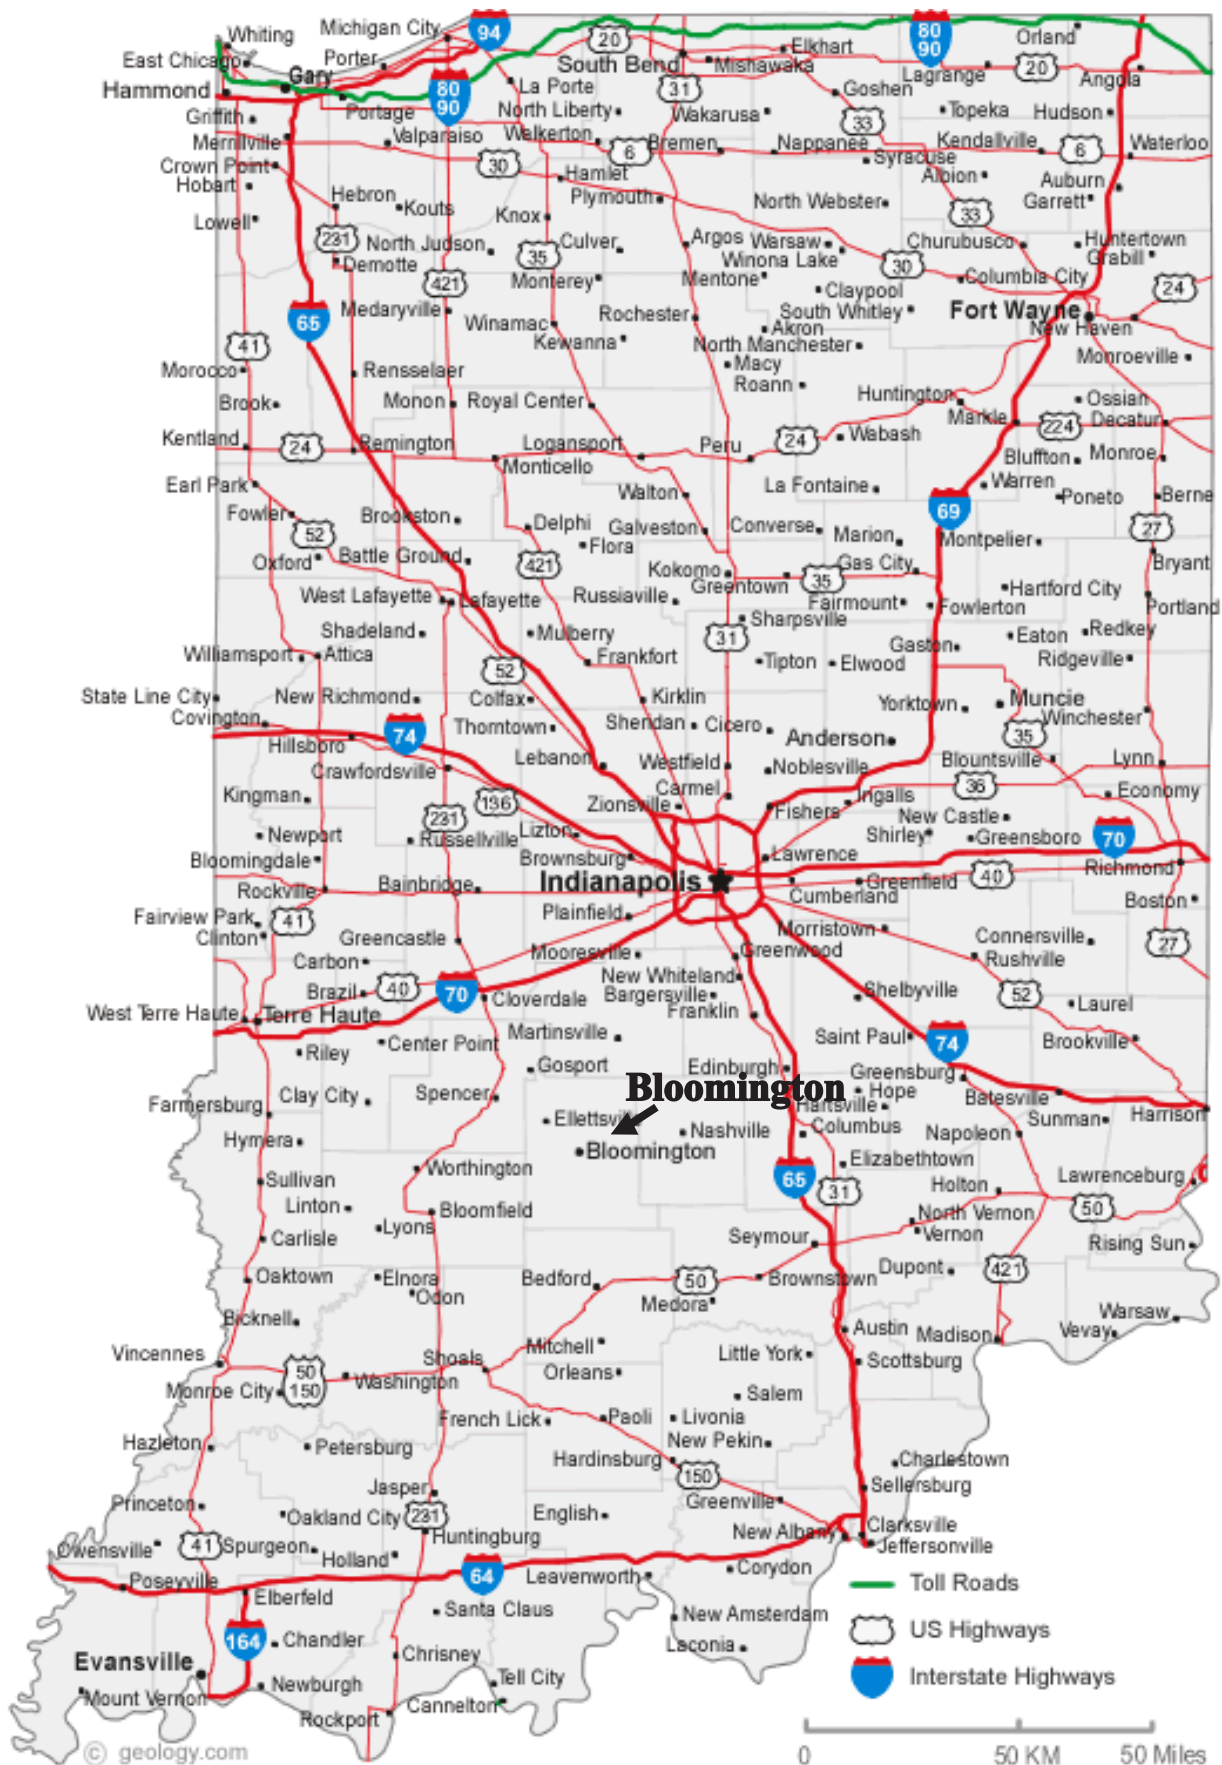 Michigan City
94
20
80
90
Orland
Whiting
East Chicago
Porter
South Bend
Elkhart
Mishawaka
Lagrange
20
Angola
Hammond
Gary
80
90
La Porte
31
Goshen
Griffith
Portage
North Liberty
Wakarusa
33
Topeka
Hudson
Merrillville
Valparaiso
Walkerton
6
Bremen
Nappanee
Kendallville
6
Waterloo
Crown Point
30
Hamlet
Syracuse
Albion
Auburn
Hobart
Hebron
Kouts
Plymouth
North Webster
Garrett
Lowell
Knox
33
231
North Judson
35
Culver
Argos
Warsaw
Churubusco
Huntertown
Demotte
Winona Lake
30
Grabill
421
Monterey
Mentone
Claypool
Columbia City
24
65
Medaryville
Winamac
Rochester
South Whitley
Fort Wayne
Akron
New Haven
41
Kewanna
North Manchester
Monroeville
Morocco
Rensselaer
Macy
Roann
Brook
Monon
Royal Center
Huntington
Ossian
Markle
224
Decatur
Kentland
24
Remington
Logansport
Peru
24
Wabash
Monticello
Bluffton
Monroe
Earl Park
Walton
La Fontaine
Warren
Poneto
Berne
Fowler
52
Brookston
Delphi
Galveston
Converse
Marion
69
27
Oxford
Battle Ground
Flora
Montpelier
421
Kokomo
Gas City
Bryant
Greentown
35
West Lafayette
Lafayette
Russiaville
Fairmount
Fowlerton
Hartford City
Portland
Shadeland
Mulberry
31
Sharpsville
Gaston
Eaton
Redkey
Williamsport
Attica
Frankfort
Tipton
Elwood
Ridgeville
52
State Line City
New Richmond
Colfax
Kirklin
Yorktown
Muncie
Covington
Thorntown
Sheridan
Cicero
Winchester
74
Anderson
35
Hillsboro
Lebanon
Westfield
Noblesville
Blountsville
Lynn
Crawfordsville
Carmel
36
Kingman
136
Zionsville
Fishers
Ingalls
Economy
231
Lizton
New Castle
Newport
Russellville
Shirley
Greensboro
70
Bloomingdale
Brownsburg
Lawrence
Richmond
Rockville
Bainbridge
Indianapolis
Greenfield
40
Cumberland
Boston
Fairview Park
41
Plainfield
Morristown
Clinton
Greencastle
Connersville
27
Mooresville
Greenwood
Rushville
Carbon
New Whiteland
Brazil
40
70
Cloverdale
Bargersville
Shelbyville
52
Laurel
West Terre Haute
Terre Haute
Franklin
Martinsville
Saint Paul
74
Brookville
Riley
Center Point
Gosport
Edinburgh
Greensburg
Clay City
Spencer
Bloomington
Hope
Batesville
Farmersburg
Hartsville
Harrison
Ellettsville
Sunman
Hymera
Nashville
Columbus
Napoleon
Bloomington
Worthington
Elizabethtown
Sullivan
65
31
Holton
Lawrenceburg
Linton
Bloomfield
50
Lyons
North Vernon
Carlisle
Seymour
Vernon
Rising Sun
Oaktown
Elnora
Bedford
50
Brownstown
Dupont
421
Odon
Medora
Bicknell
Austin
Madison
Warsaw
Vevay
Vincennes
Mitchell
Shoals
Little York
Scottsburg
50
150
Orleans
Monroe City
Washington
Salem
French Lick
Paoli
Livonia
Hazleton
Petersburg
New Pekin
Hardinsburg
Charlestown
150
Jasper
Sellersburg
Princeton
Greenville
Oakland City
231
English
Clarksville
41
Huntingburg
New Albany
Owensville
Spurgeon
Holland
Jeffersonville
Poseyville
64
Leavenworth
Corydon
Toll Roads
Elberfeld
Santa Claus
New Amsterdam
US Highways
164
Chandler
Laconia
Evansville
Chrisney
Interstate Highways
Newburgh
Tell City
Mount Vernon
Cannelton
Rockport
© geology.com
0
50 KM
50 Miles